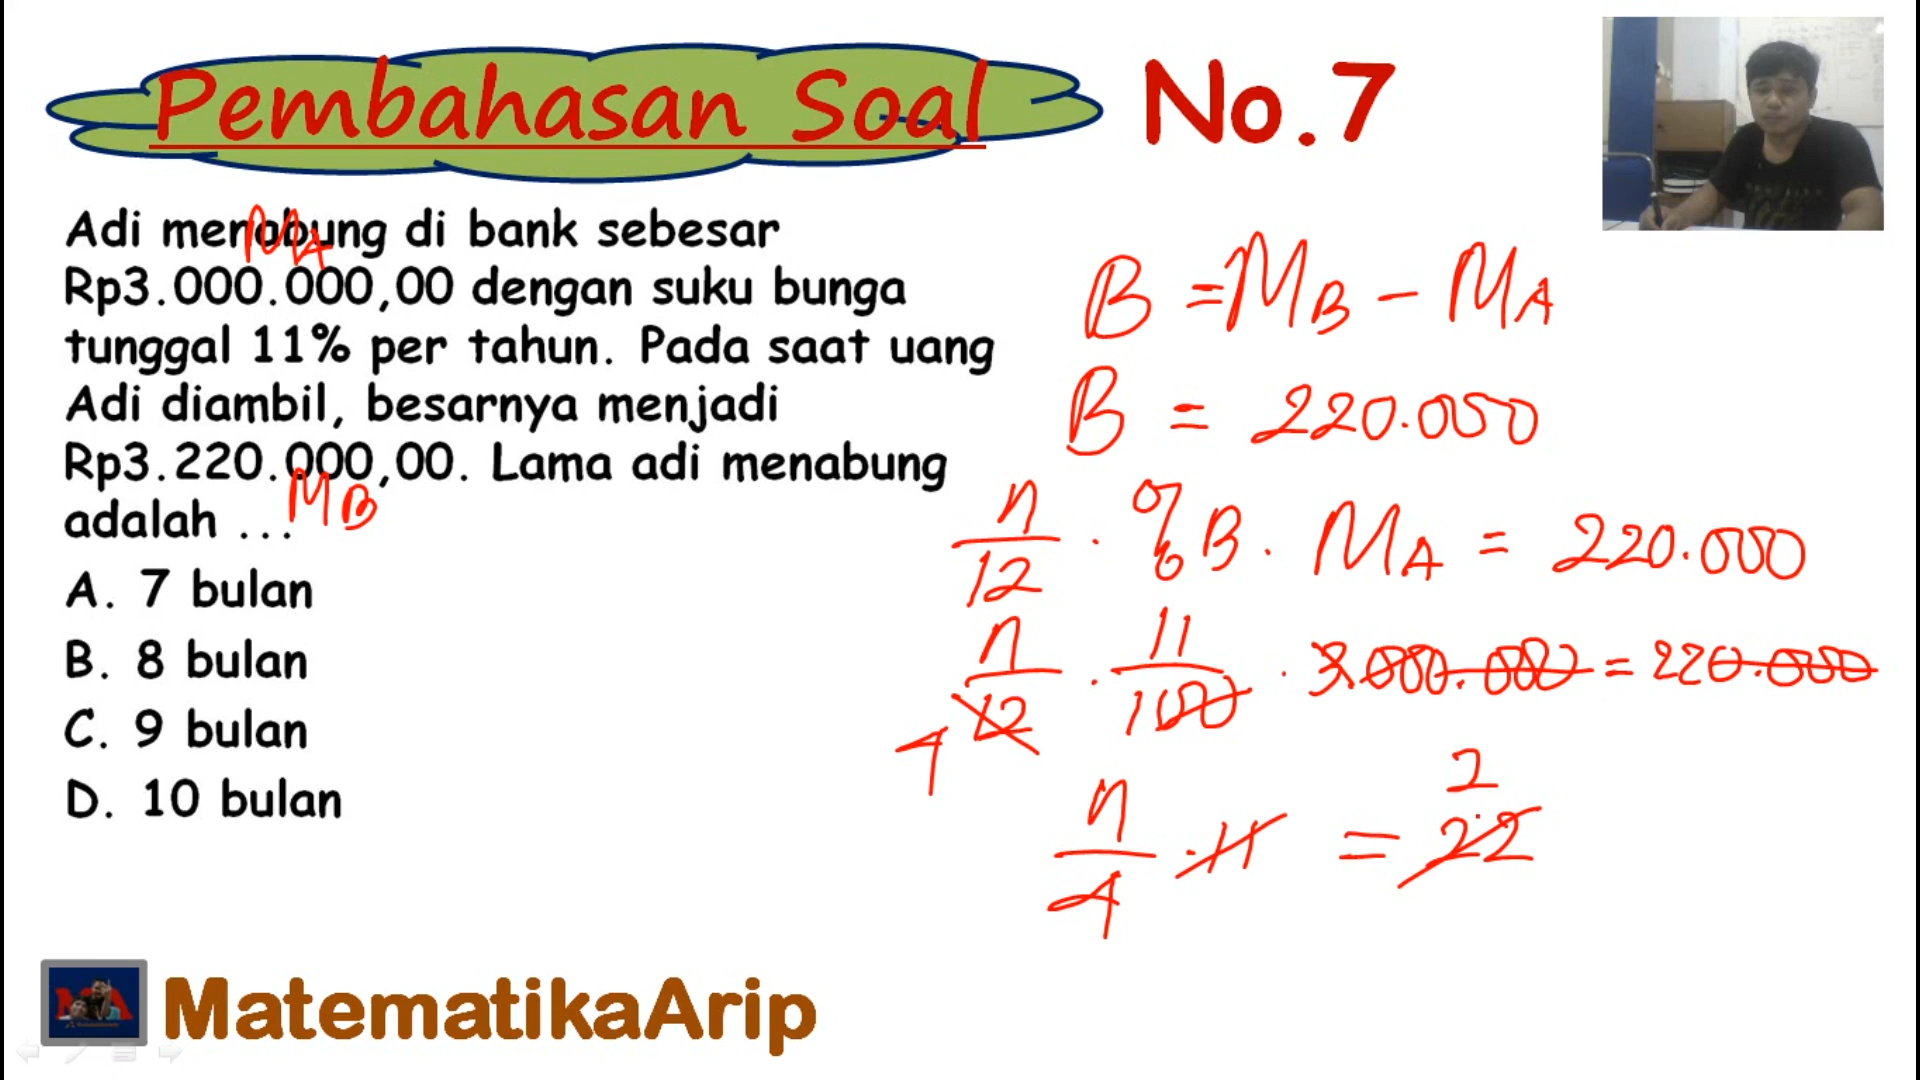 Pembahasan Soal No.7
Adi menabung di bank sebesar
Rp3.000.000,00 dengan suku bunga
tunggal 11% per tahun. Pada saat uang
Adi diambil, besarnya menjadi
Rp3.220.000,00. Lama adi menabung
adalah ...
A. 7 bulan
B. 8 bulan
C. 9 bulan
D. 10 bulan
MA
MB
B = MB - MA
B = 220.000
n/12 . %B . MA = 220.000
n/12 . 11/100 . 3.000.000 = 220.000
4
n/4 . 11 = 22
2
MatematikaArip